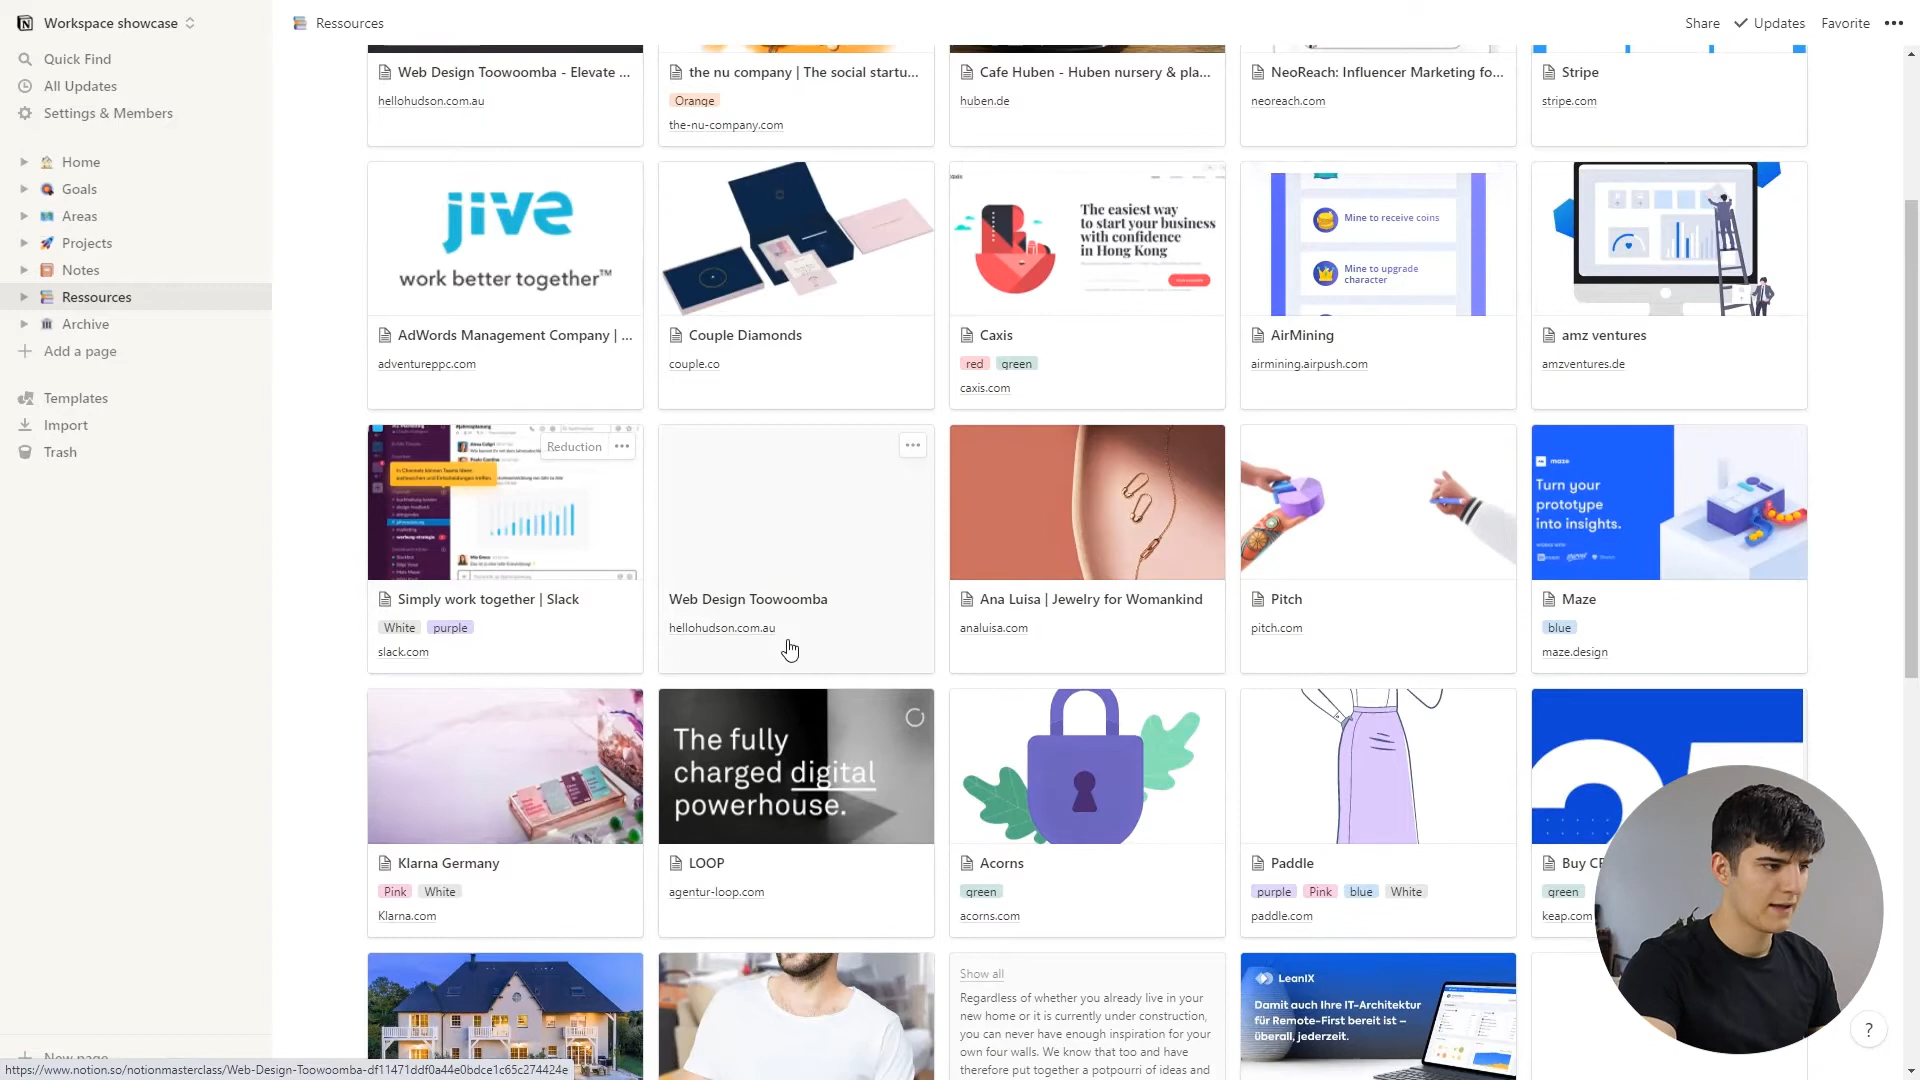 Workspace showcase
Ressources
Share
Updates
Favorite
Quick Find
All Updates
Settings & Members
Home
Goals
Areas
Projects
Notes
Ressources
Archive
Add a page
Templates
Import
Trash
New page
Web Design Toowoomba - Elevate ...
hellohudson.com.au
the nu company | The social startu...
Orange
the-nu-company.com
Cafe Huben - Huben nursery & pla...
huben.de
NeoReach: Influencer Marketing fo...
neoreach.com
Stripe
stripe.com
jive
work better together™
AdWords Management Company | ...
adventureppc.com
Couple Diamonds
couple.co
The easiest way
to start your business
with confidence
in Hong Kong
Caxis
red green
caxis.com
Mine to receive coins
Mine to upgrade
character
AirMining
airmining.airpush.com
amz ventures
amzventures.de
Reduction
Simply work together | Slack
White purple
slack.com
Web Design Toowoomba
hellohudson.com.au
Ana Luisa | Jewelry for Womankind
analuisa.com
Pitch
pitch.com
maze
Turn your
prototype
into insights.
Maze
blue
maze.design
Klarna Germany
Pink White
Klarna.com
The fully
charged digital
powerhouse.
LOOP
agentur-loop.com
Acorns
green
acorns.com
Paddle
purple Pink blue White
paddle.com
green
keap.com
Show all
Regardless of whether you already live in your
new home or it is currently under construction,
you can never have enough inspiration for your
own four walls. We know that too and have
therefore put together a potpourri of ideas and
LeanIX
Damit auch Ihre IT-Architektur
für Remote-First bereit ist –
überall, jederzeit.
?
https://www.notion.so/notionmasterclass/Web-Design-Toowoomba-df11471ddf0a44e0bdce1c65c274424e